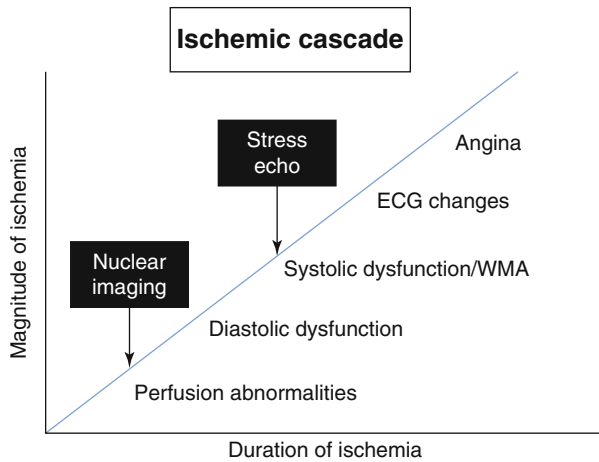 Ischemic cascade
Stress
echo
Angina
ECG changes
Nuclear
imaging
Systolic dysfunction/WMA
Diastolic dysfunction
Perfusion abnormalities
Magnitude of ischemia
Duration of ischemia